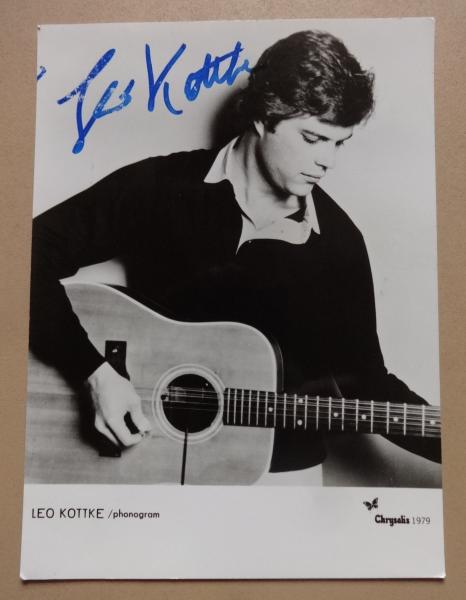 Leo Kottke
LEO KOTTKE /phonogram
Chrysalis 1979